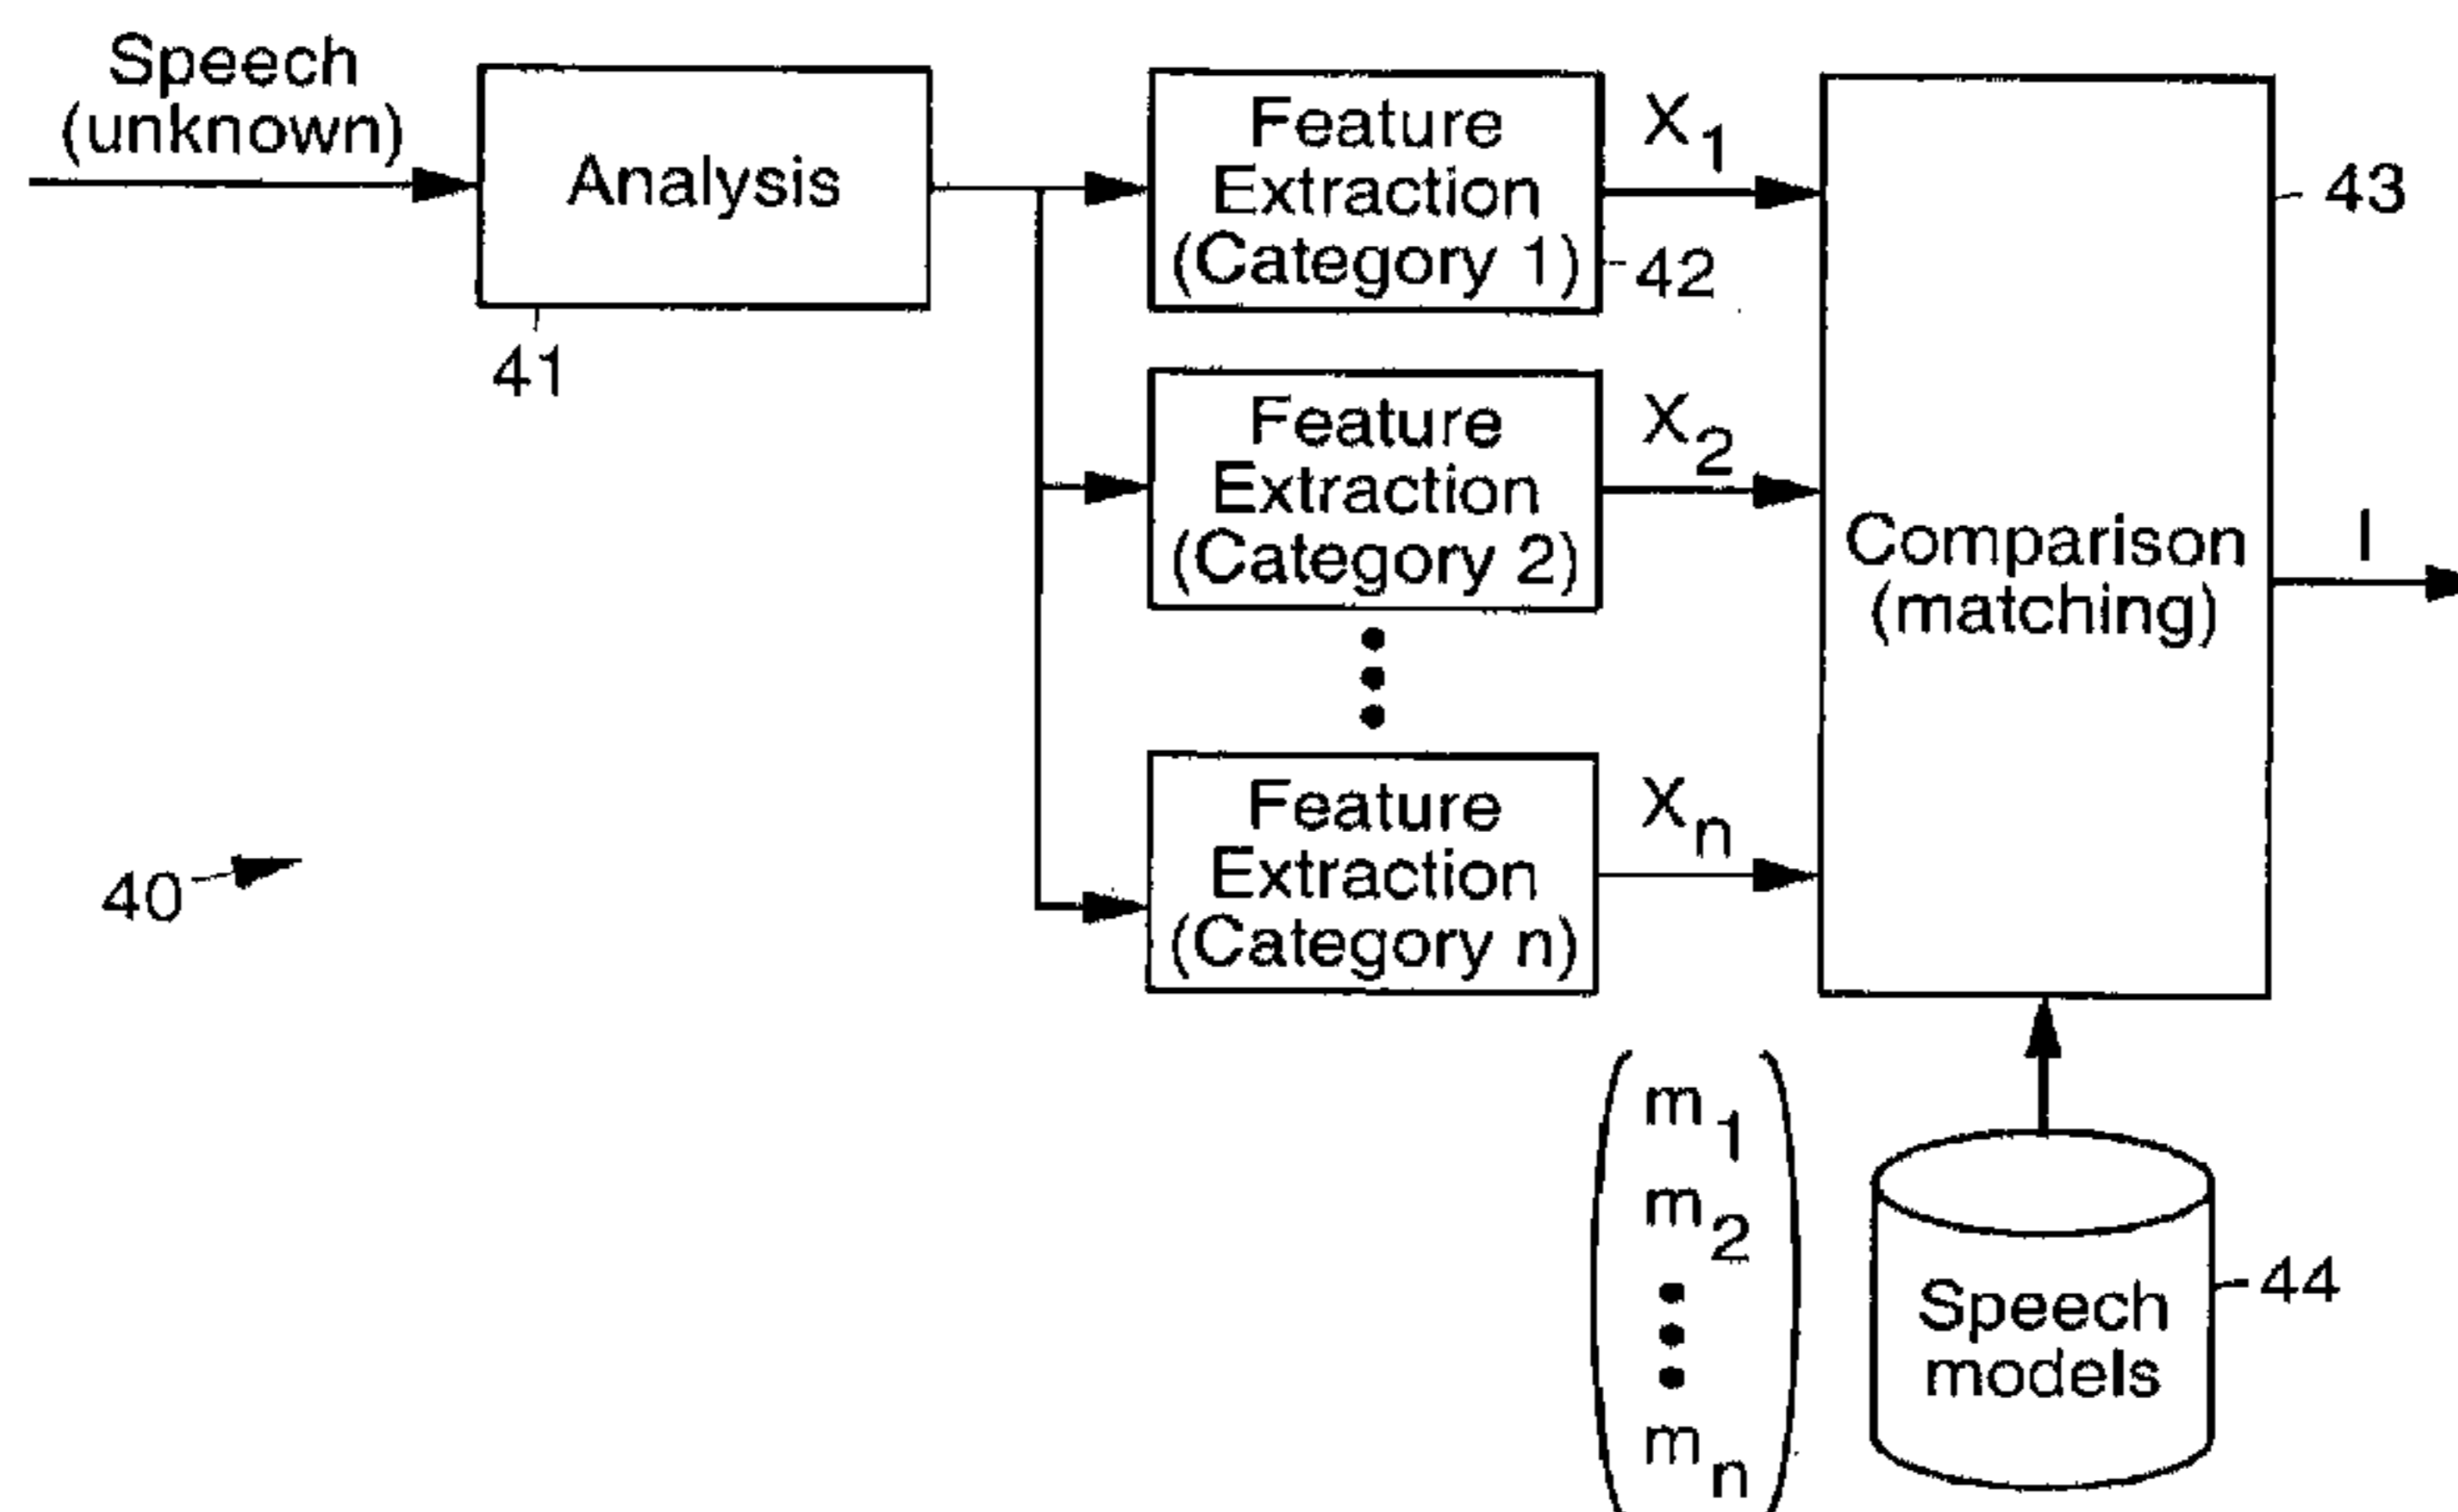 Speech
(unknown)
Analysis
41
Feature
Extraction
(Category 1)
42
X1
Feature
Extraction
(Category 2)
X2
Feature
Extraction
(Category n)
Xn
Comparison
(matching)
43
I
40
m1
m2
mn
Speech
models
44